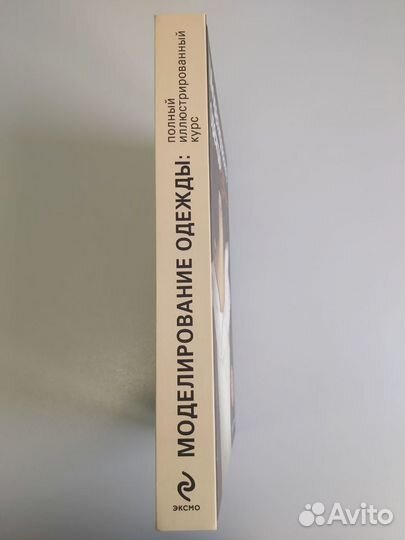 МОДЕЛИРОВАНИЕ ОДЕЖДЫ:
ПОЛНЫЙ
ИЛЛЮСТРИРОВАННЫЙ
КУРС
ЭКСМО
Avito